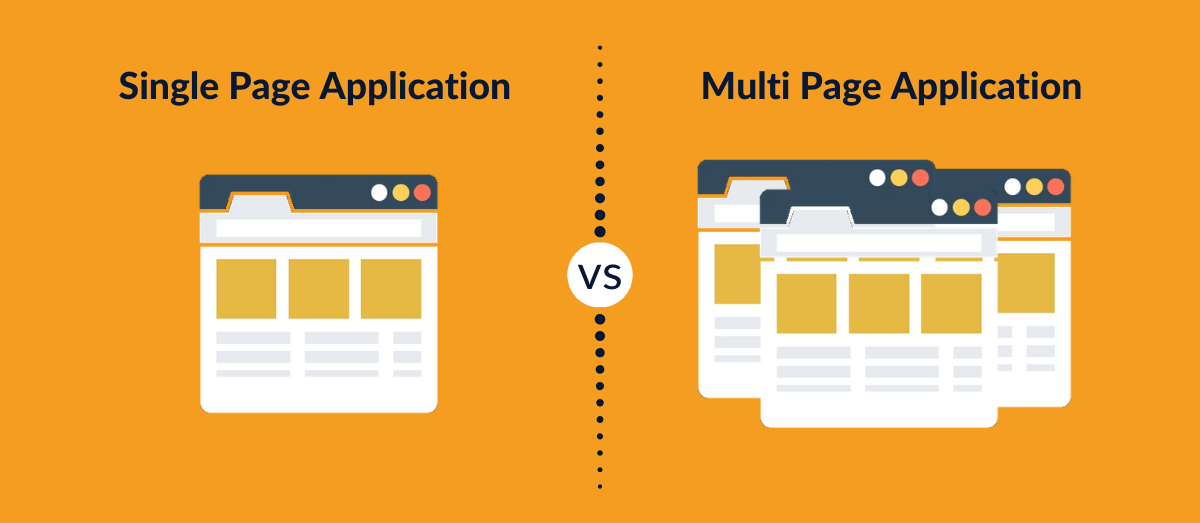 Single Page Application
VS
Multi Page Application